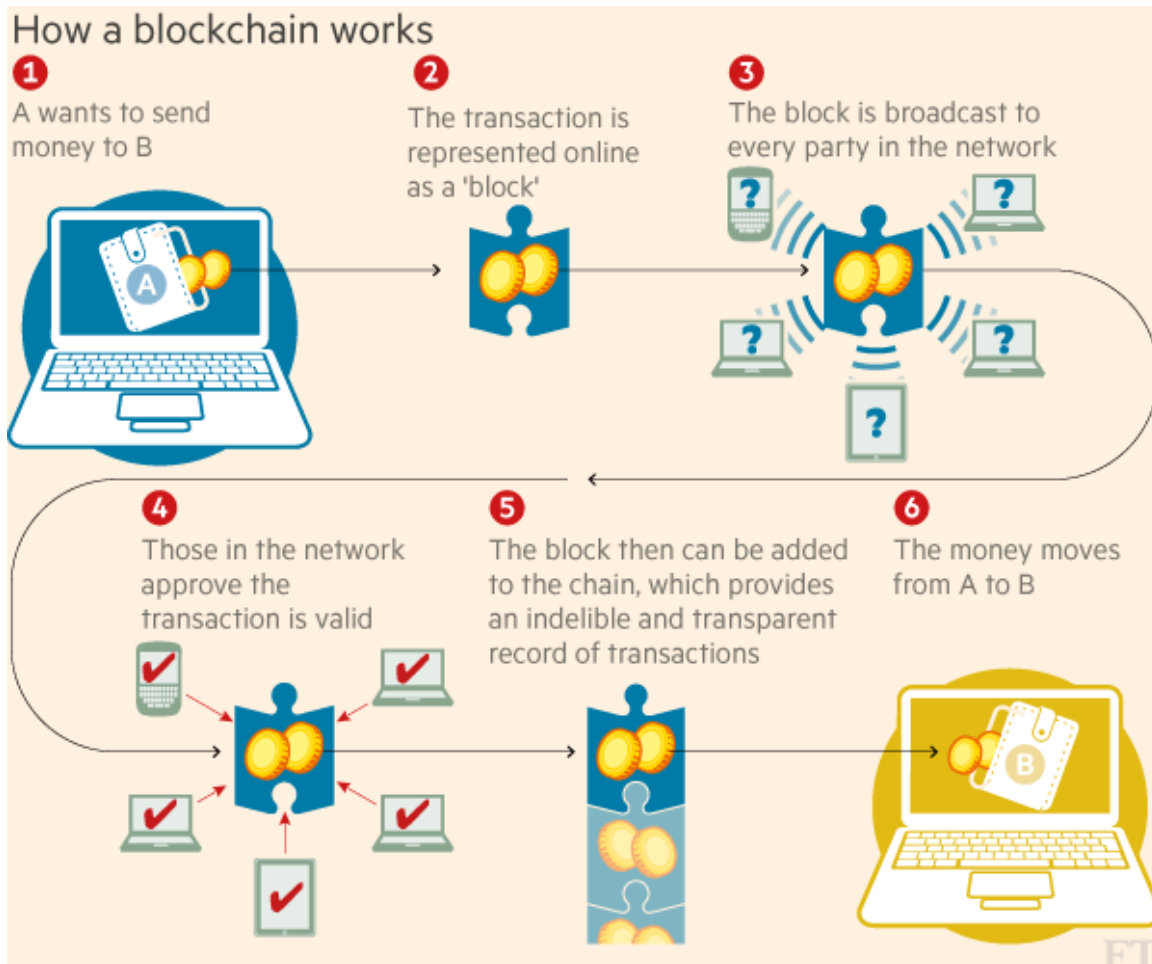 How a blockchain works
1
A wants to send
money to B
2
The transaction is
represented online
as a 'block'
3
The block is broadcast to
every party in the network
A
?
?
?
?
?
4
Those in the network
approve the
transaction is valid
5
The block then can be added
to the chain, which provides
an indelible and transparent
record of transactions
6
The money moves
from A to B
B
FT